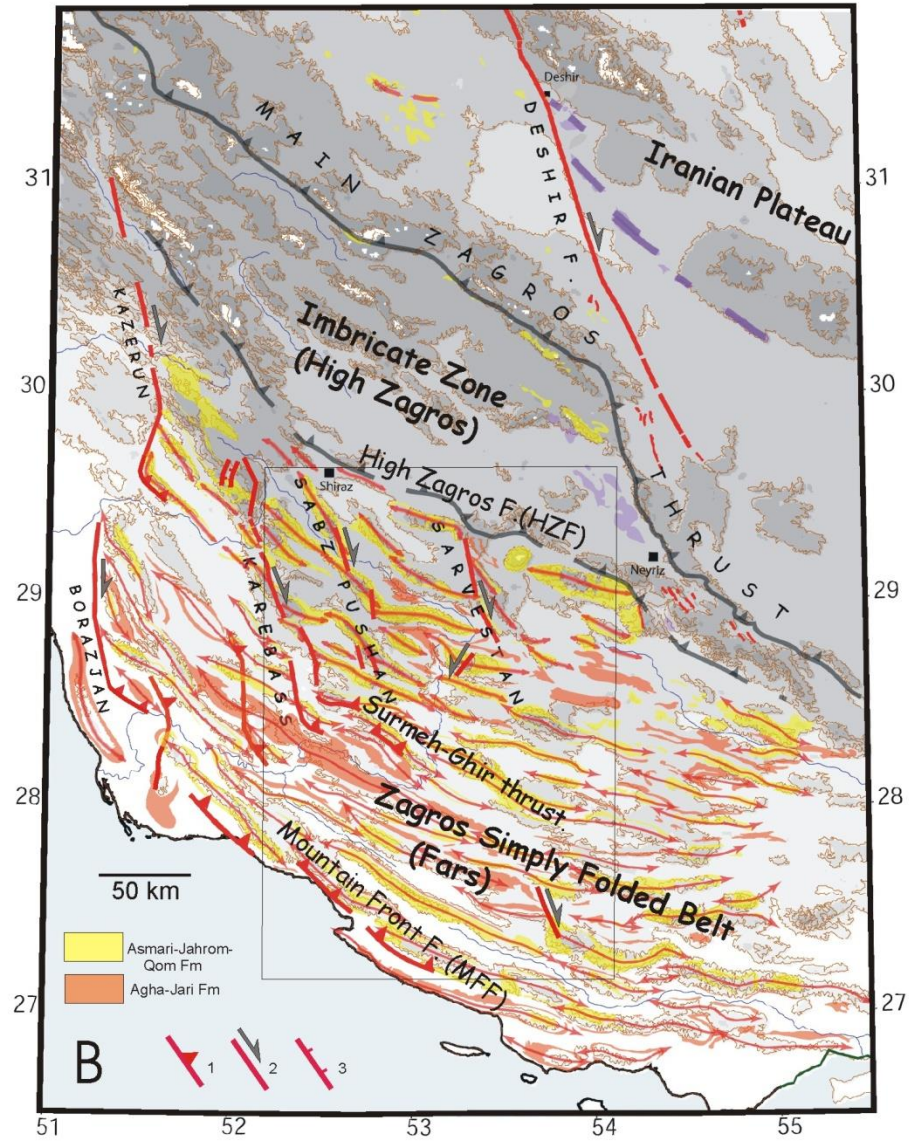 Deshir
MAIN ZAGROS THRUST
DESHIR F.
Iranian Plateau
31
31
KAZERUN
Imbricate Zone
(High Zagros)
30
30
High Zagros F.(HZF)
Shiraz
SABZ PUSHAN
SARVESTAN
Neyriz
29
29
BORAZJAN
KAREBASS
Surmeh-Ghir thrust.
28
28
Zagros Simply Folded Belt
(Fars)
50 km
Mountain Front F. (MFF)
Asmari-Jahrom-
Qom Fm
Agha-Jari Fm
27
27
B
1
2
3
51
52
53
54
55